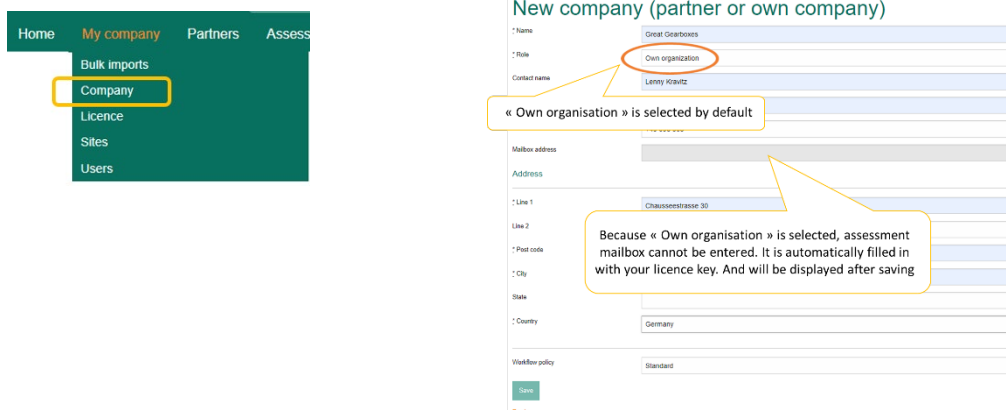 Home My company Partners Assess
Bulk imports
Company
Licence
Sites
Users
New company (partner or own company)
* Name
Great Gearboxes
* Role
Own organization
Contact name
Lenny Kravitz
« Own organisation » is selected by default
Mailbox address
Address
* Line 1
Chausseestrasse 30
Line 2
Because « Own organisation » is selected, assessment
mailbox cannot be entered. It is automatically filled in
with your licence key. And will be displayed after saving
* Post code
* City
State
* Country
Germany
Workflow policy
Standard
Save